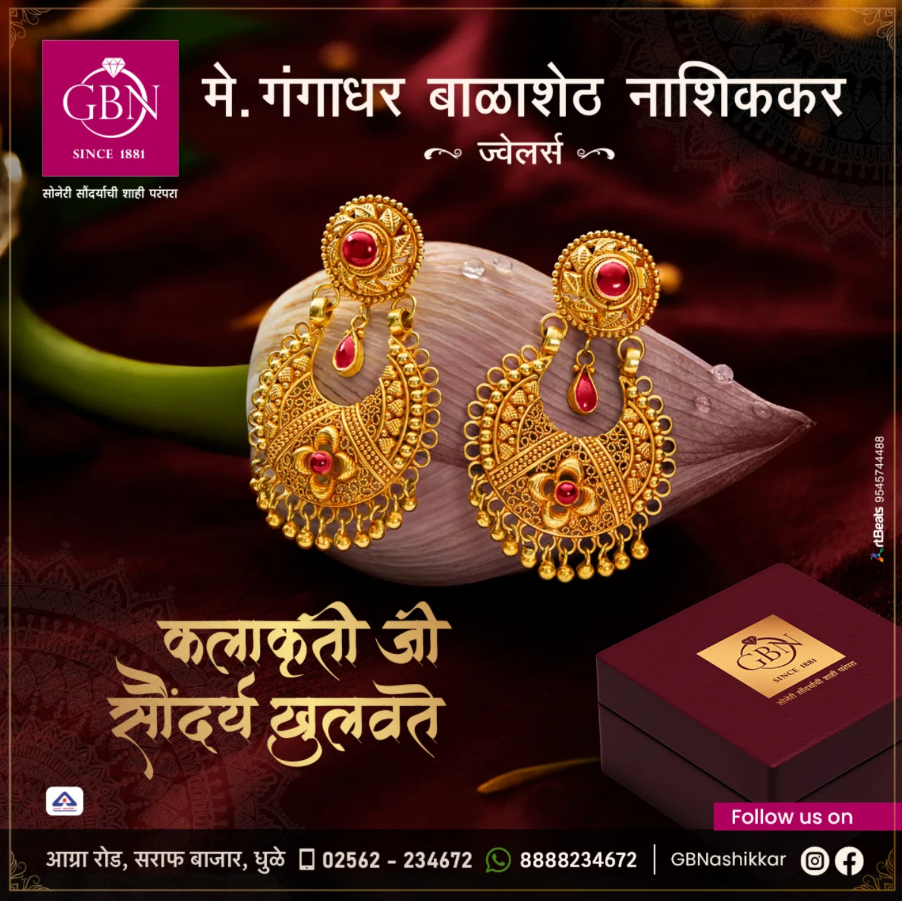 GBN
SINCE 1881
सोनेरी सौंदर्याची शाही परंपरा
मे. गंगाधर बाळाशेठ नाशिककर
ज्वेलर्स
कलाकृती जी
सौंदर्य खुलवते
GBN
SINCE 1881
सोनेरी सौंदर्याची शाही परंपरा
ArtBeats 9545744488
Follow us on
आग्रा रोड, सराफ बाजार, धुळे 02562 - 234672 8888234672 | GBNashikkar